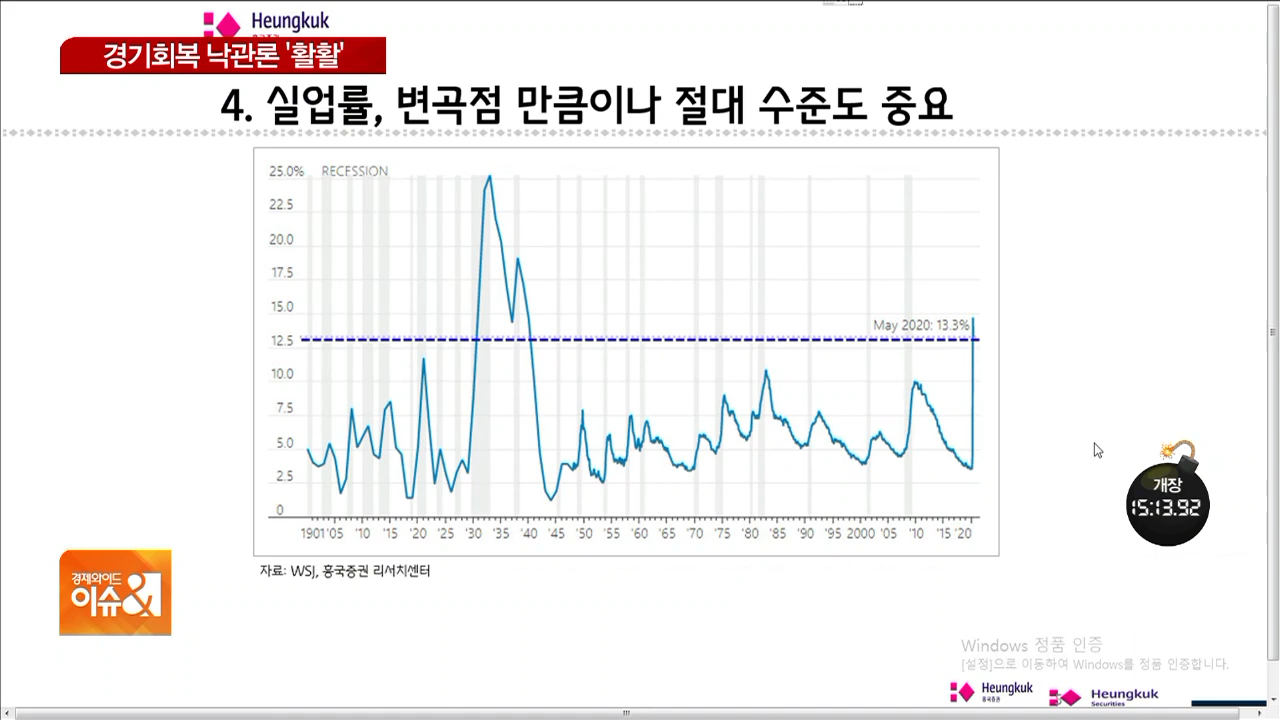 Heungkuk
경기회복 낙관론 '활활'
4. 실업률, 변곡점 만큼이나 절대 수준도 중요
25.0% RECESSION
22.5
20.0
17.5
15.0
May 2020: 13.3%
12.5
10.0
7.5
5.0
2.5
0
1901 '05 '10 '15 '20 '25 '30 '35 '40 '45 '50 '55 '60 '65 '70 '75 '80 '85 '90 '95 2000 '05 '10 '15 '20
자료: WSJ, 흥국증권 리서치센터
개장
15:13.92
경제와이드
이슈&
Windows 정품 인증
[설정]으로 이동하여 Windows를 정품 인증합니다.
Heungkuk
흥국증권
Heungkuk
Securities